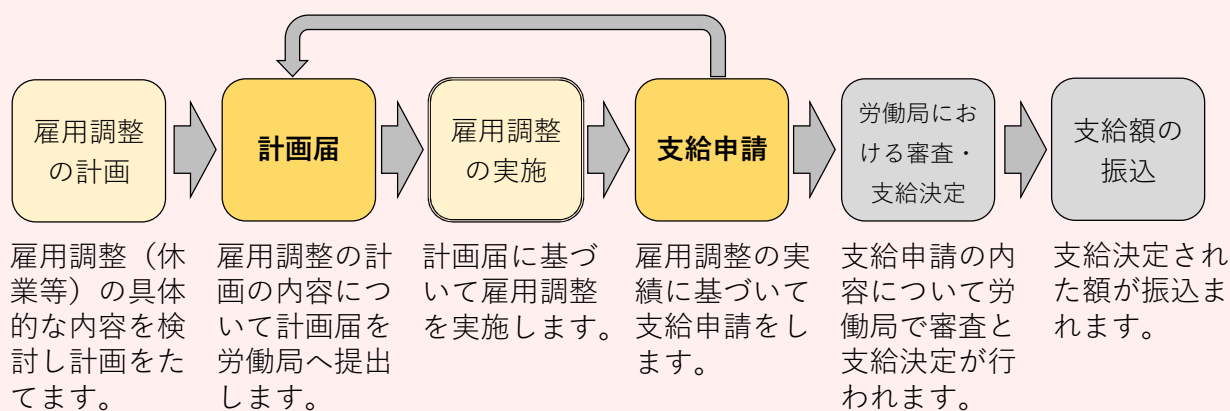 雇用調整
の計画
計画届
雇用調整
の実施
支給申請
労働局にお
ける審査・
支給決定
支給額の
振込
雇用調整（休
業等）の具体
的な内容を検
討し計画をた
てます。
雇用調整の計
画の内容につ
いて計画届を
労働局へ提出
します。
計画届に基づ
いて雇用調整
を実施します。
雇用調整の実
績に基づいて
支給申請をし
ます。
支給申請の内
容について労
働局で審査と
支給決定が行
われます。
支給決定され
た額が振込ま
れます。